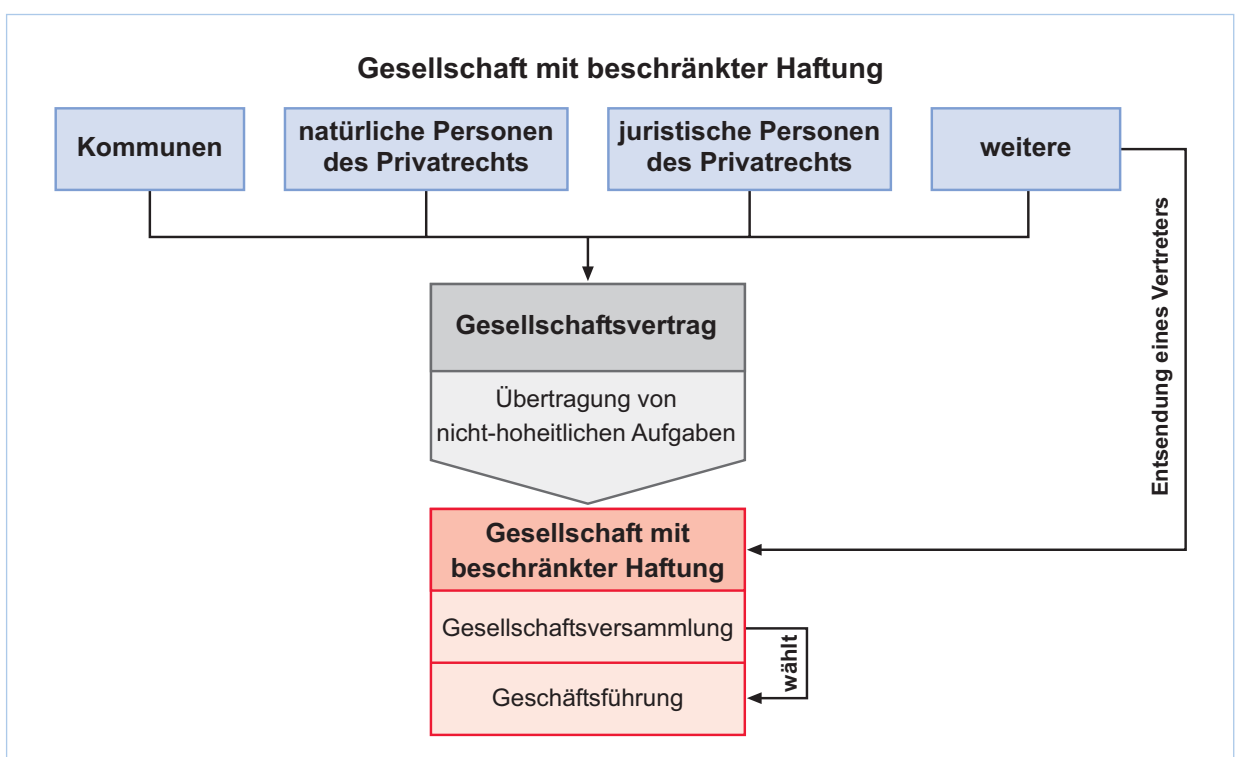 Gesellschaft mit beschränkter Haftung
Kommunen
natürliche Personen
des Privatrechts
juristische Personen
des Privatrechts
weitere
Entsendung eines Vertreters
Gesellschaftsvertrag
Übertragung von
nicht-hoheitlichen Aufgaben
Gesellschaft mit
beschränkter Haftung
Gesellschaftsversammlung
wählt
Geschäftsführung